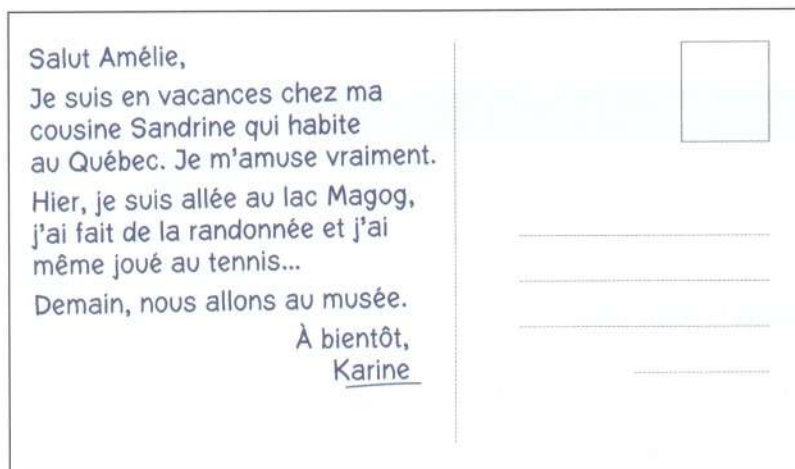 Salut Amélie,
Je suis en vacances chez ma
cousine Sandrine qui habite
au Québec. Je m'amuse vraiment.
Hier, je suis allée au lac Magog,
j'ai fait de la randonnée et j'ai
même joué au tennis...
Demain, nous allons au musée.
À bientôt,
Karine